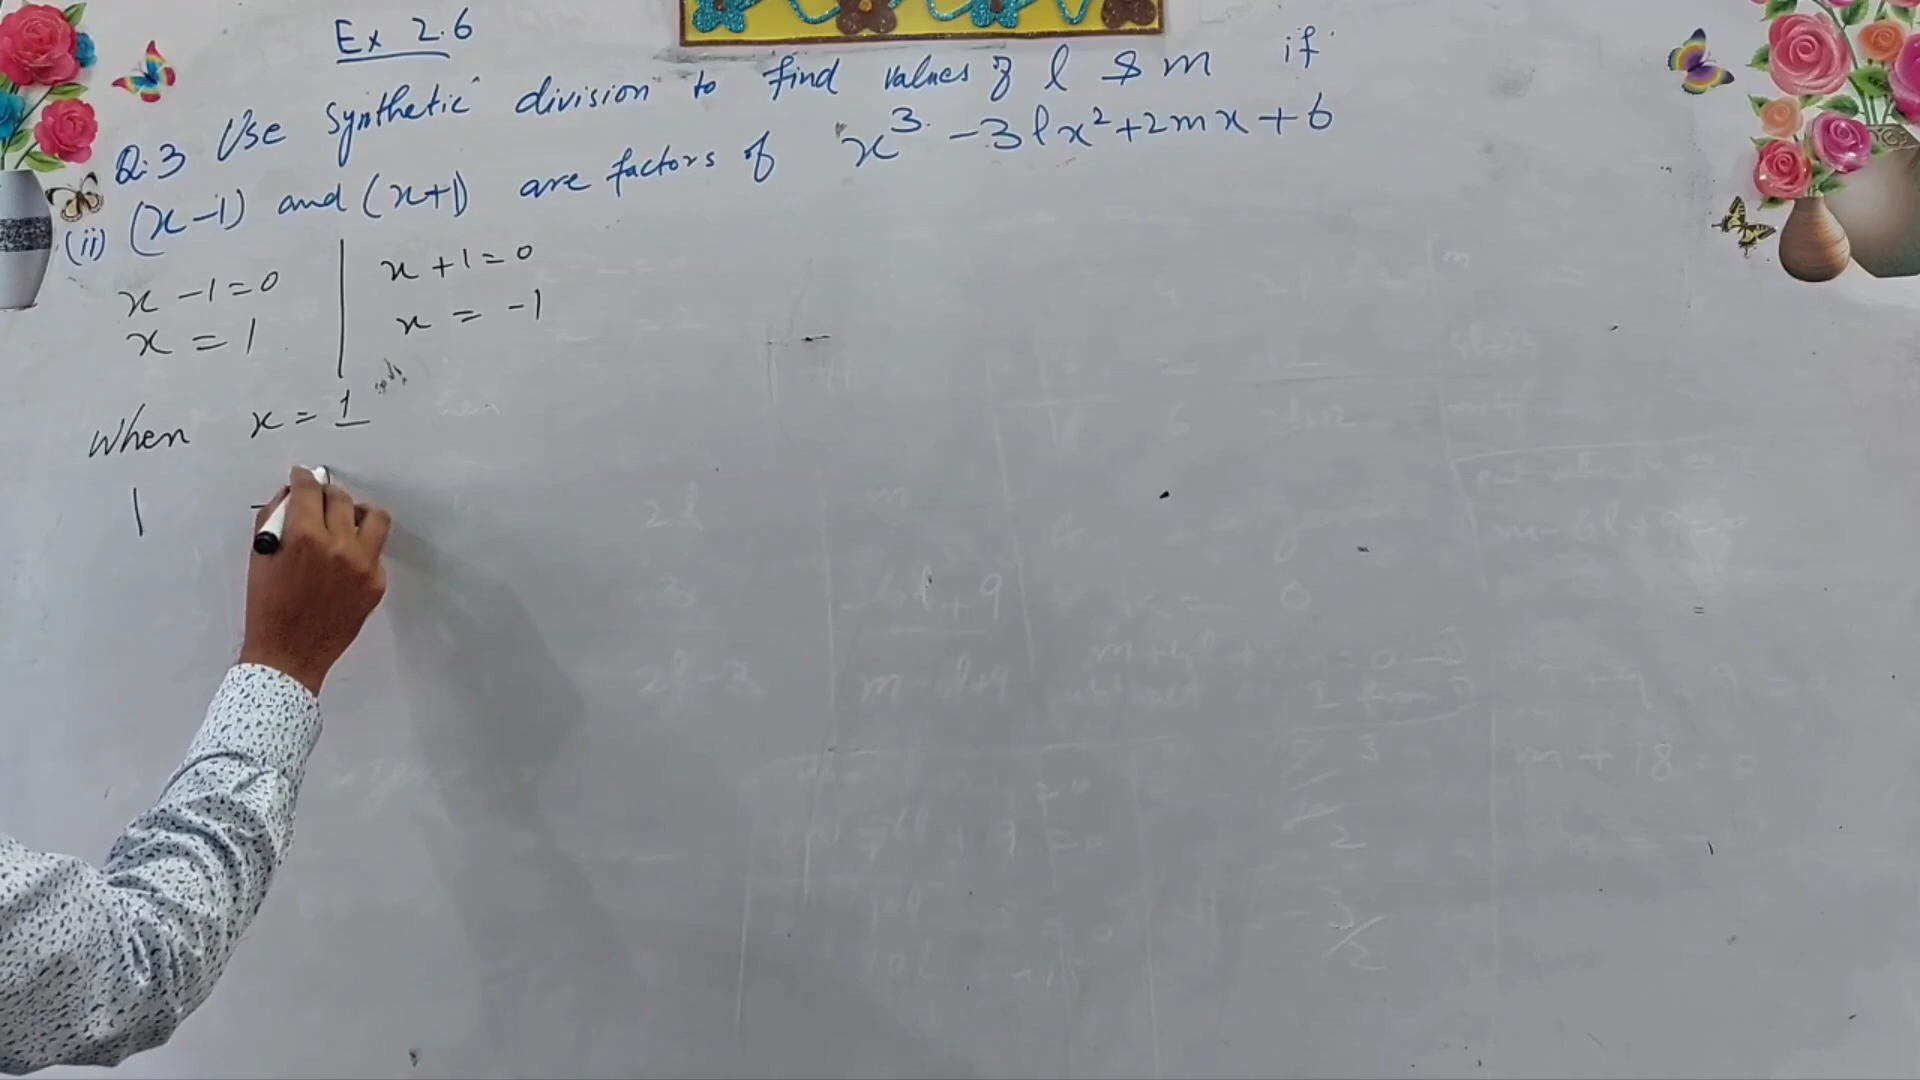 Ex 2.6
Q.3 Use Synthetic division to find values of l & m if
(ii) (x-1) and (x+1) are factors of x³ - 3lx² + 2mx + 6
x - 1 = 0 | x + 1 = 0
x = 1 | x = -1
When x = 1
1